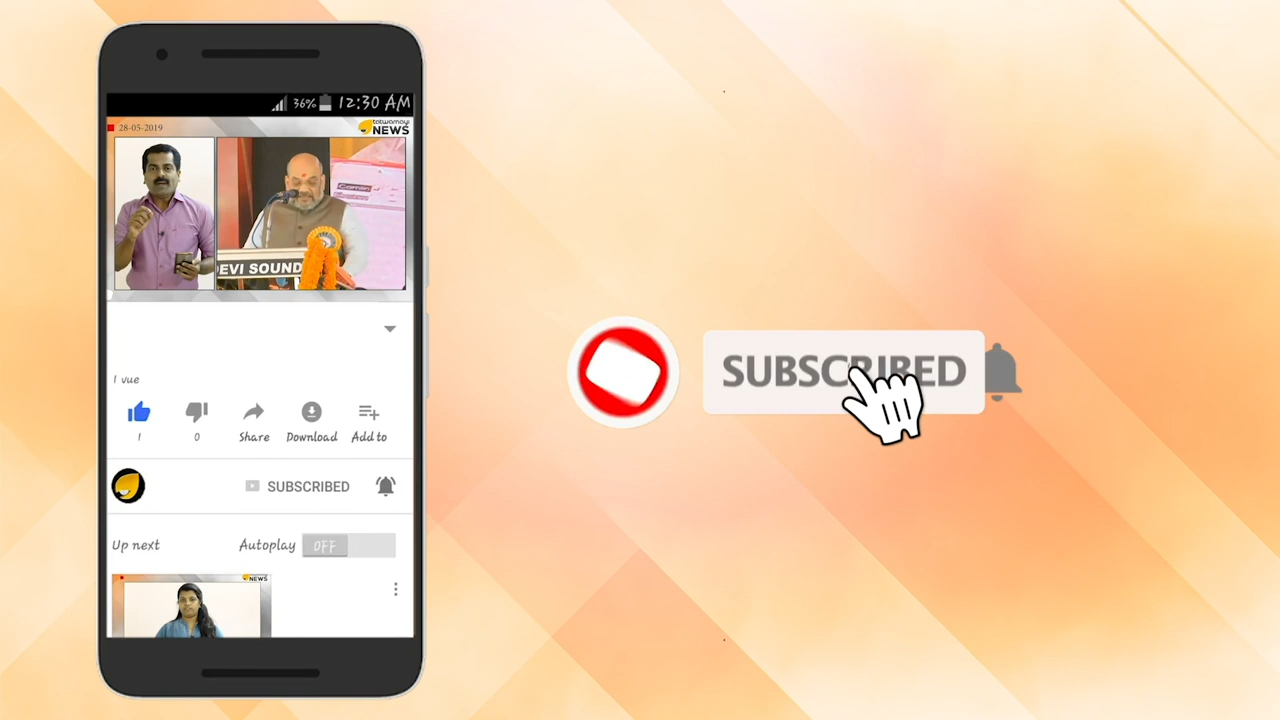 36% 12:30 AM
28-05-2019
tatwamayi
NEWS
DEVI SOUND
1 vue
1
0
Share
Download
Add to
SUBSCRIBED
Up next
Autoplay
OFF
NEWS
SUBSCRIBED